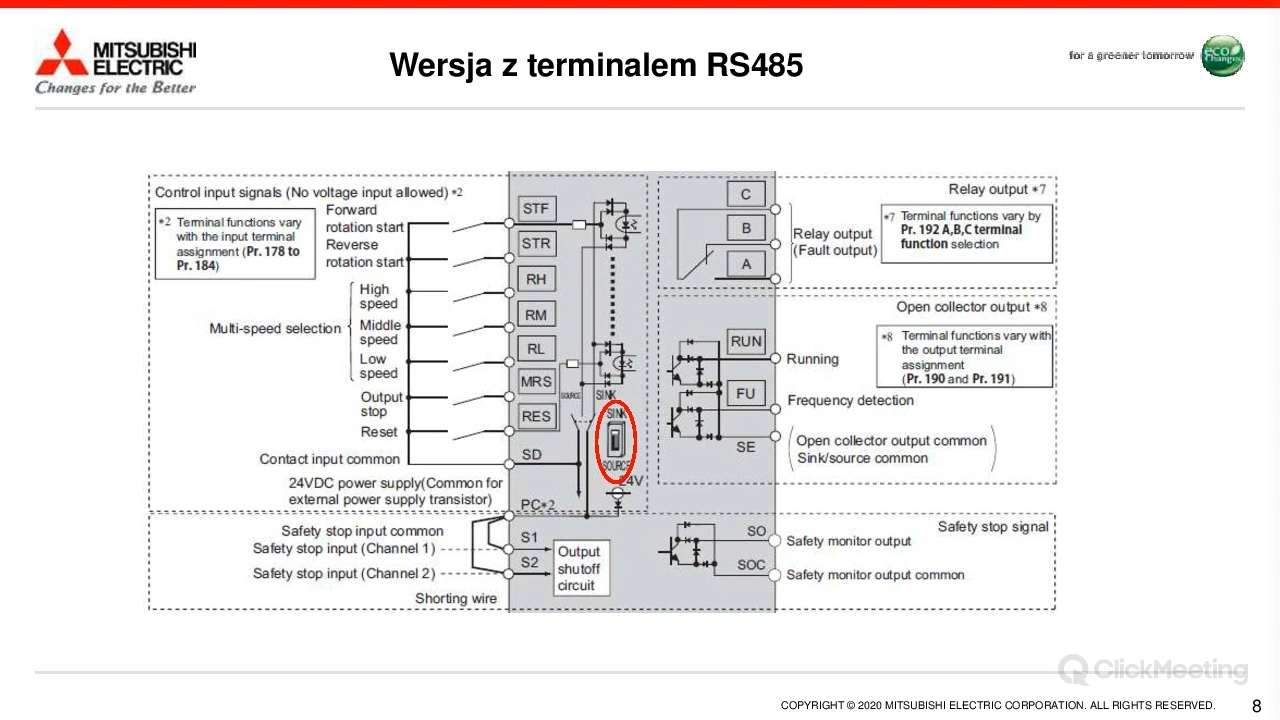 MITSUBISHI
ELECTRIC
Changes for the Better
Wersja z terminalem RS485
for a greener tomorrow
eco
Changes
Control input signals (No voltage input allowed) *2
*2 Terminal functions vary
with the input terminal
assignment (Pr. 178 to
Pr. 184)
Forward
rotation start
Reverse
rotation start
High
speed
Multi-speed selection
Middle
speed
Low
speed
Output
stop
Reset
Contact input common
24VDC power supply(Common for
external power supply transistor)
STF
STR
RH
RM
RL
MRS
RES
SD
PC*2
SOURCE
SINK
SINK
SOURCE
24V
Safety stop input common
Safety stop input (Channel 1)
Safety stop input (Channel 2)
Shorting wire
S1
S2
Output
shutoff
circuit
C
B
A
Relay output *7
Relay output
(Fault output)
*7 Terminal functions vary by
Pr. 192 A,B,C terminal
function selection
Open collector output *8
*8 Terminal functions vary with
the output terminal
assignment
(Pr. 190 and Pr. 191)
RUN
Running
FU
Frequency detection
SE
Open collector output common
Sink/source common
Safety stop signal
SO
Safety monitor output
SOC
Safety monitor output common
ClickMeeting
COPYRIGHT © 2020 MITSUBISHI ELECTRIC CORPORATION. ALL RIGHTS RESERVED.
8